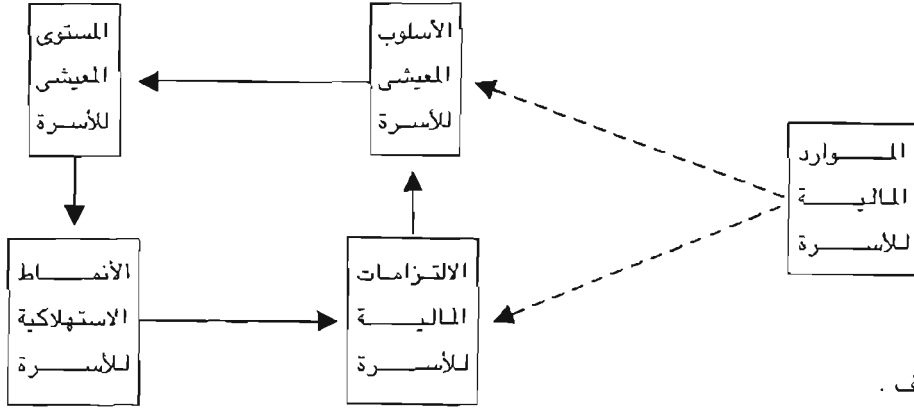 الأسلوب
المعيشى
للأسرة
المستوى
المعيشى
للأسرة
الموارد
المالية
للأسرة
الالتزامات
المالية
للأسرة
الأنماط
الاستهلاكية
للأسرة